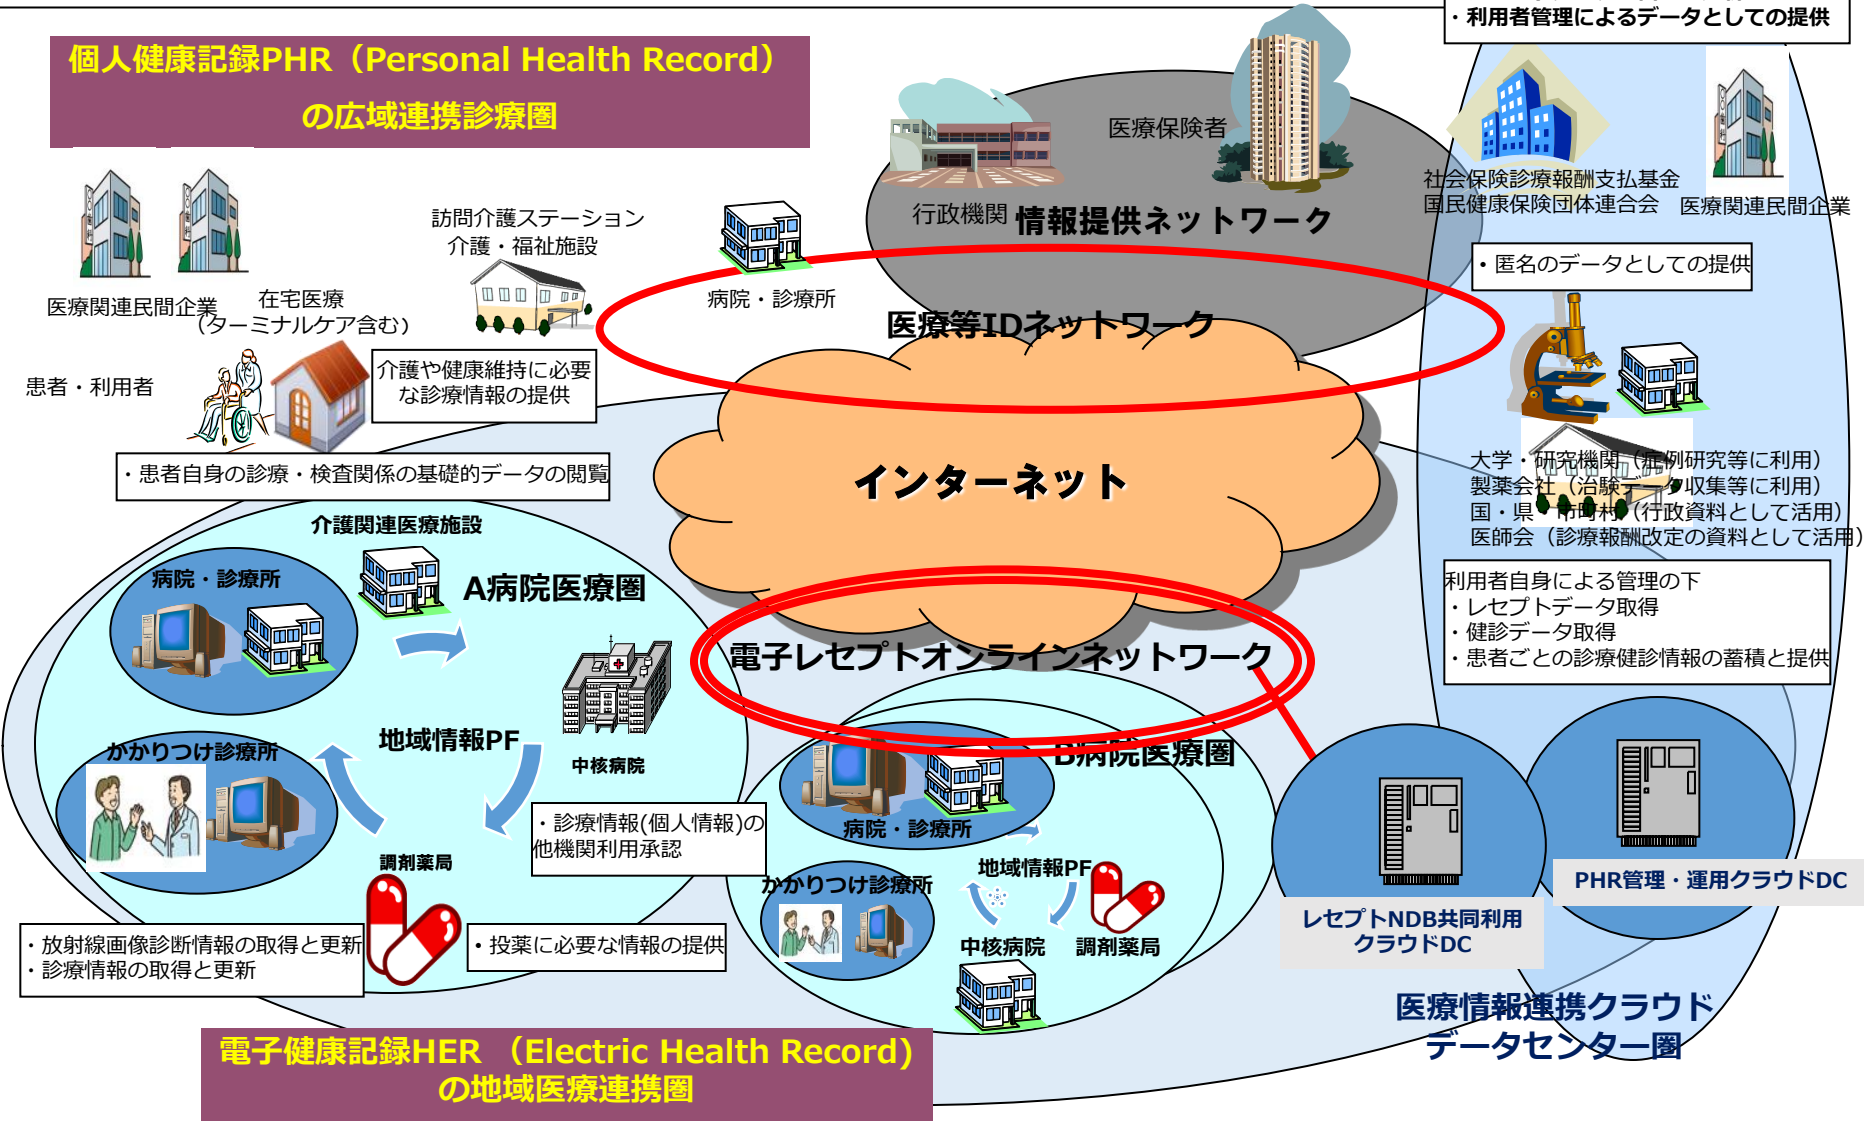 ・利用者管理によるデータとしての提供
個人健康記録PHR（Personal Health Record）
の広域連携診療圏
医療保険者
行政機関
情報提供ネットワーク
社会保険診療報酬支払基金
国民健康保険団体連合会
医療関連民間企業
訪問介護ステーション
介護・福祉施設
病院・診療所
・匿名のデータとしての提供
医療関連民間企業
在宅医療
（ターミナルケア含む）
医療等IDネットワーク
患者・利用者
介護や健康維持に必要
な診療情報の提供
・患者自身の診療・検査関係の基礎的データの閲覧
インターネット
大学・研究機関（症例研究等に利用）
製薬会社（治験データ収集等に利用）
国・県・市町村（行政資料として活用）
医師会（診療報酬改定の資料として活用）
介護関連医療施設
病院・診療所
A病院医療圏
利用者自身による管理の下
・レセプトデータ取得
・健診データ取得
・患者ごとの診療健診情報の蓄積と提供
電子レセプトオンラインネットワーク
地域情報PF
かかりつけ診療所
中核病院
B病院医療圏
・診療情報(個人情報)の
他機関利用承認
病院・診療所
調剤薬局
地域情報PF
かかりつけ診療所
PHR管理・運用クラウドDC
レセプトNDB共同利用
クラウドDC
・放射線画像診断情報の取得と更新
・診療情報の取得と更新
・投薬に必要な情報の提供
中核病院
調剤薬局
医療情報連携クラウド
データセンター圏
電子健康記録HER （Electric Health Record)
の地域医療連携圏